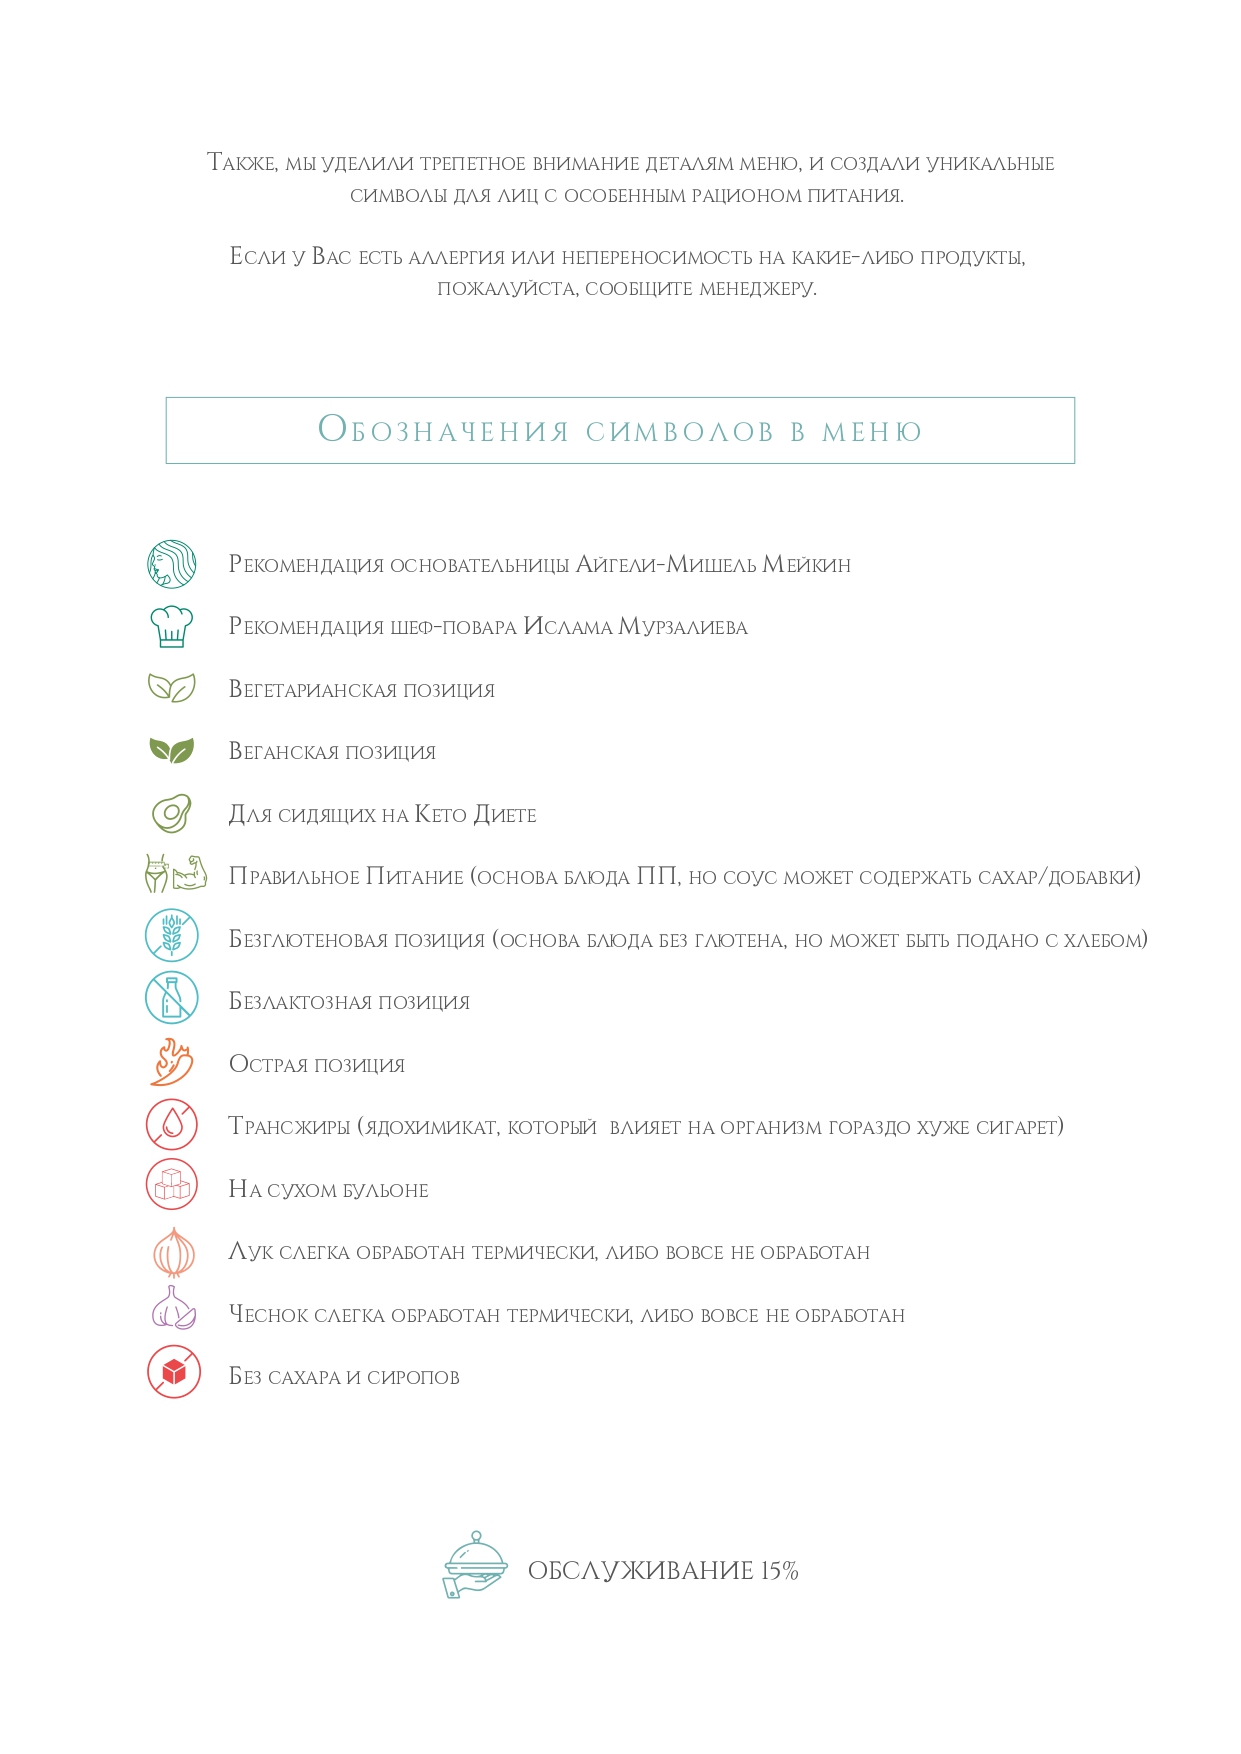 Также, мы уделили трепетное внимание деталям меню, и создали уникальные
символы для лиц с особенным рационом питания.
Если у Вас есть аллергия или непереносимость на какие-либо продукты,
пожалуйста, сообщите менеджеру.
Обозначения символов в меню
Рекомендация основательницы Айгели-Мишель Мейкин
Рекомендация шеф-повара Ислама Мурзалиева
Вегетарианская позиция
Веганская позиция
Для сидящих на Кето Диете
Правильное Питание (основа блюда ПП, но соус может содержать сахар/добавки)
Безглютеновая позиция (основа блюда без глютена, но может быть подано с хлебом)
Безлактозная позиция
Острая позиция
Трансжиры (ядохимикат, который влияет на организм гораздо хуже сигарет)
На сухом бульоне
Лук слегка обработан термически, либо вовсе не обработан
Чеснок слегка обработан термически, либо вовсе не обработан
Без сахара и сиропов
ОБСЛУЖИВАНИЕ 15%